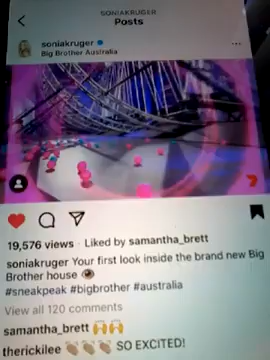 SONIAKRUGER
Posts
soniakruger
Big Brother Australia
7
19,576 views · Liked by samantha_brett
soniakruger Your first look inside the brand new Big
Brother house 👁
#sneakpeak #bigbrother #australia
View all 120 comments
samantha_brett 🙌🙌
therickilee 👏👏👏 SO EXCITED!